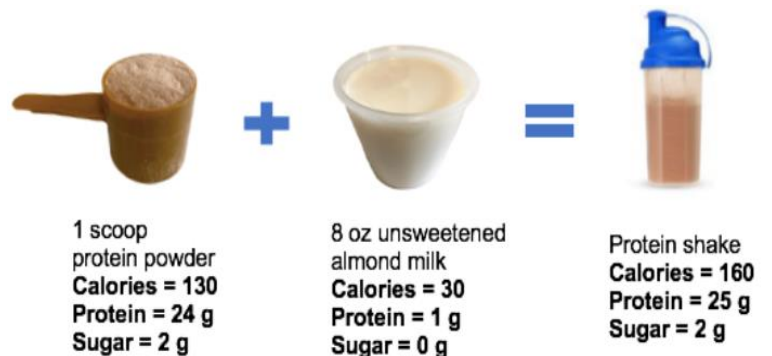 1 scoop
protein powder
Calories = 130
Protein = 24 g
Sugar = 2 g
8 oz unsweetened
almond milk
Calories = 30
Protein = 1 g
Sugar = 0 g
Protein shake
Calories = 160
Protein = 25 g
Sugar = 2 g